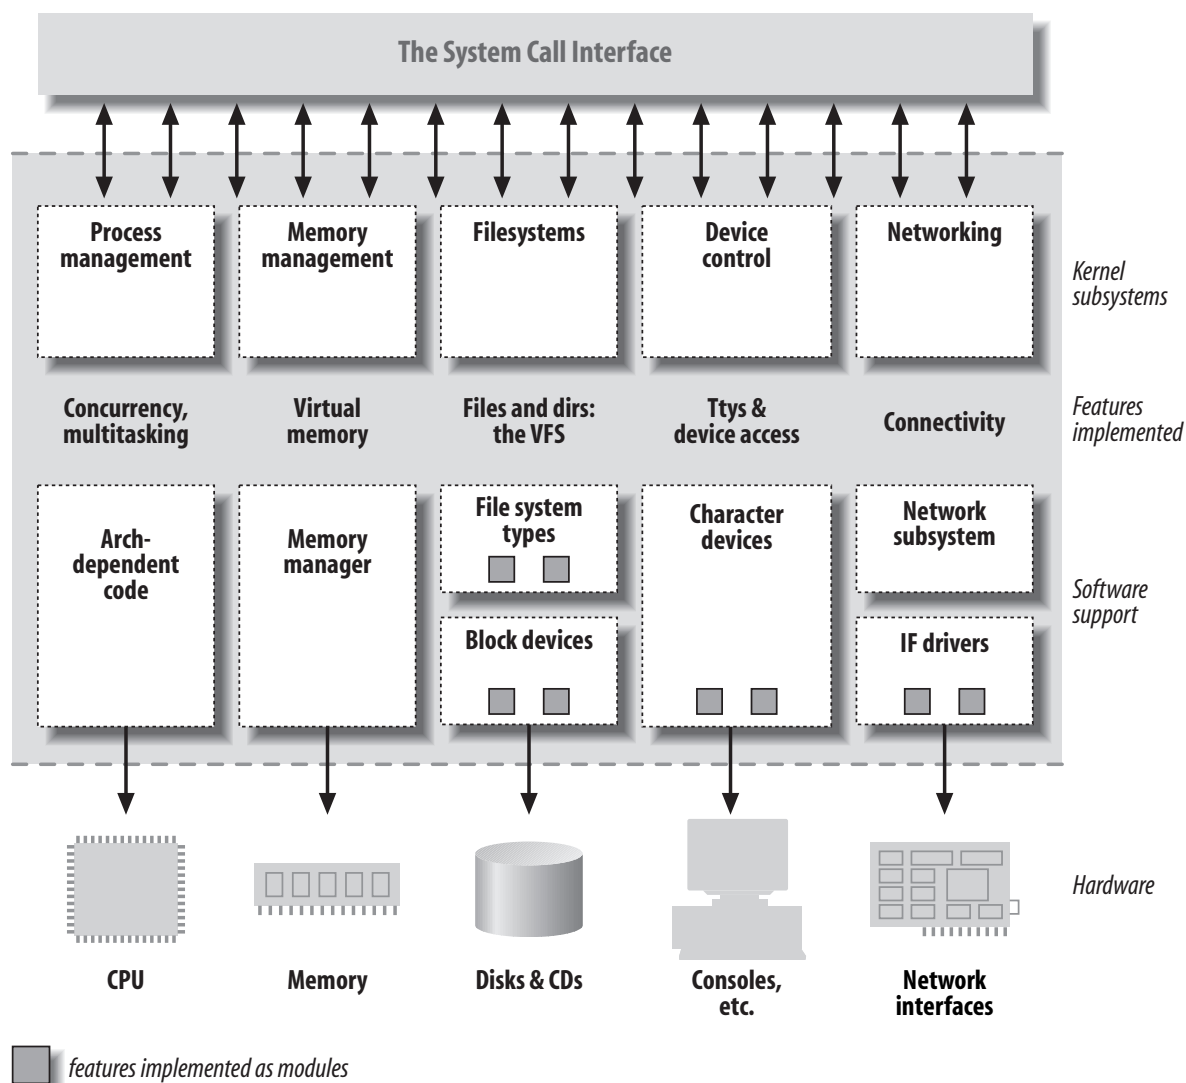 The System Call Interface
Process
management
Memory
management
Filesystems
Device
control
Networking
Kernel
subsystems
Concurrency,
multitasking
Virtual
memory
Files and dirs:
the VFS
Ttys &
device access
Connectivity
Features
implemented
Arch-
dependent
code
Memory
manager
File system
types
Character
devices
Network
subsystem
Software
support
Block devices
IF drivers
Hardware
CPU
Memory
Disks & CDs
Consoles,
etc.
Network
interfaces
features implemented as modules